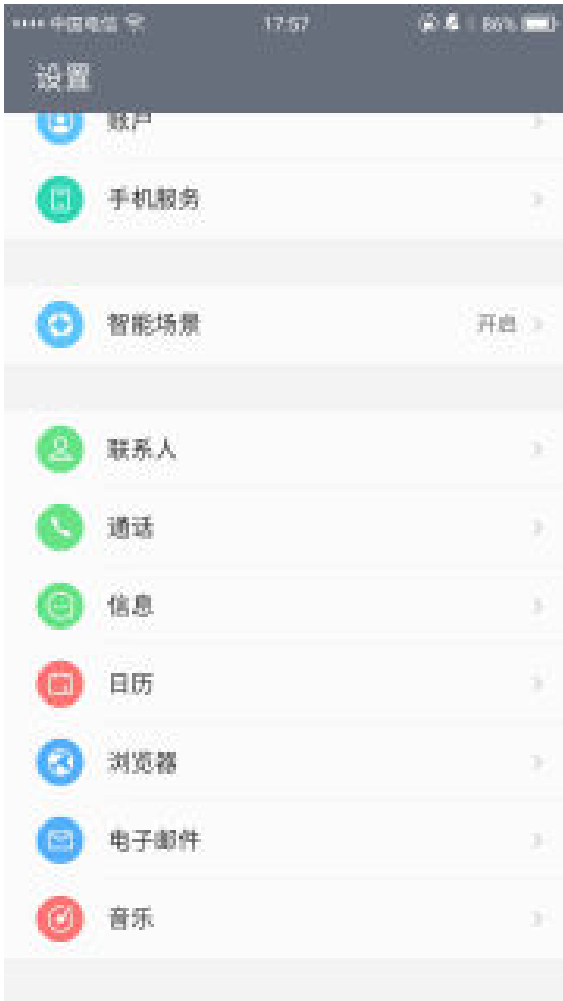 中国电信 17:57 86%
设置
账户
手机服务
智能场景 开启
联系人
通话
信息
日历
浏览器
电子邮件
音乐